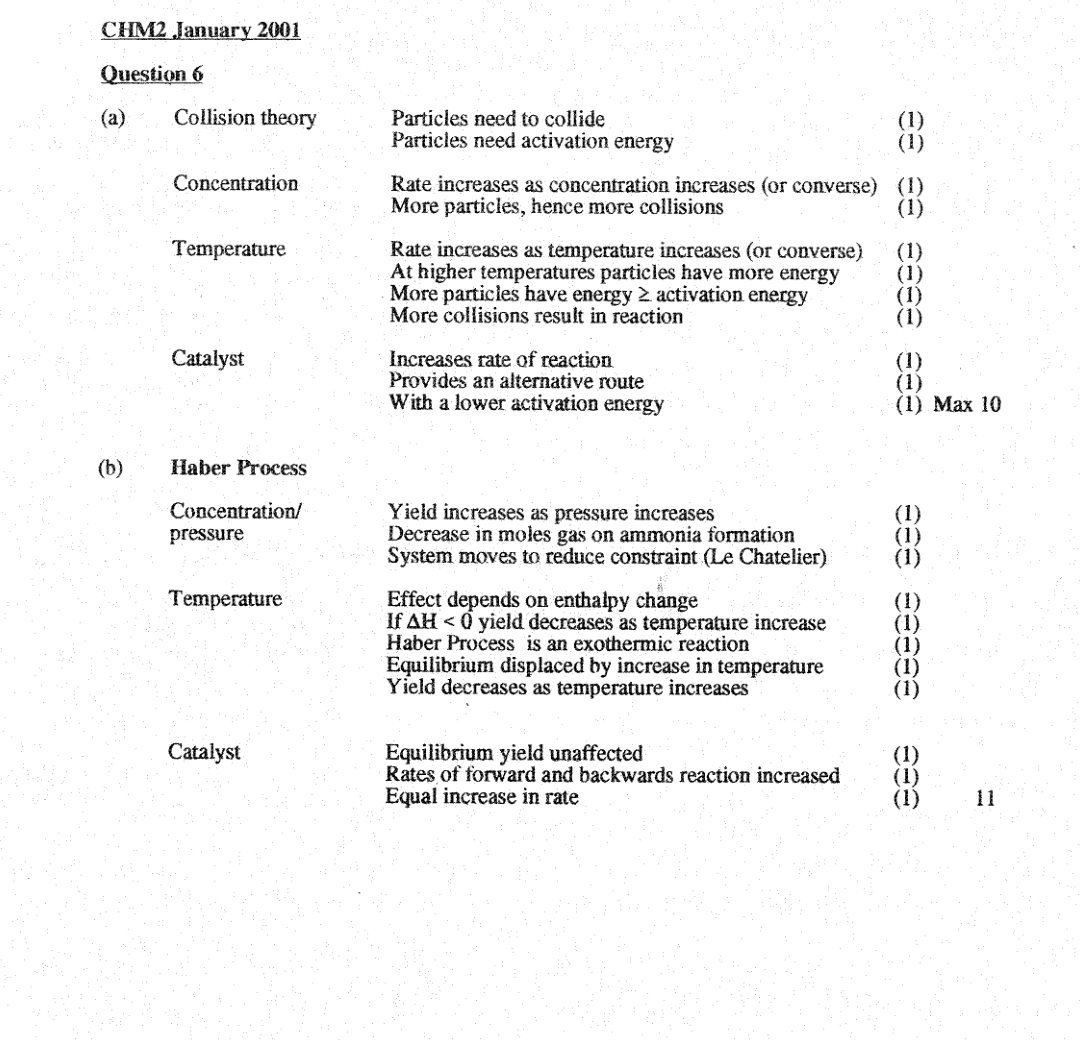 CHM2 January 2001
Question 6
(a) Collision theory Particles need to collide (1)
Particles need activation energy (1)
Concentration Rate increases as concentration increases (or converse) (1)
More particles, hence more collisions (1)
Temperature Rate increases as temperature increases (or converse) (1)
At higher temperatures particles have more energy (1)
More particles have energy ≥ activation energy (1)
More collisions result in reaction (1)
Catalyst Increases rate of reaction (1)
Provides an alternative route (1)
With a lower activation energy (1) Max 10
(b) Haber Process
Concentration/ Yield increases as pressure increases (1)
pressure Decrease in moles gas on ammonia formation (1)
System moves to reduce constraint (Le Chatelier) (1)
Temperature Effect depends on enthalpy change (1)
If ΔH < 0 yield decreases as temperature increase (1)
Haber Process is an exothermic reaction (1)
Equilibrium displaced by increase in temperature (1)
Yield decreases as temperature increases (1)
Catalyst Equilibrium yield unaffected (1)
Rates of forward and backwards reaction increased (1)
Equal increase in rate (1) 11